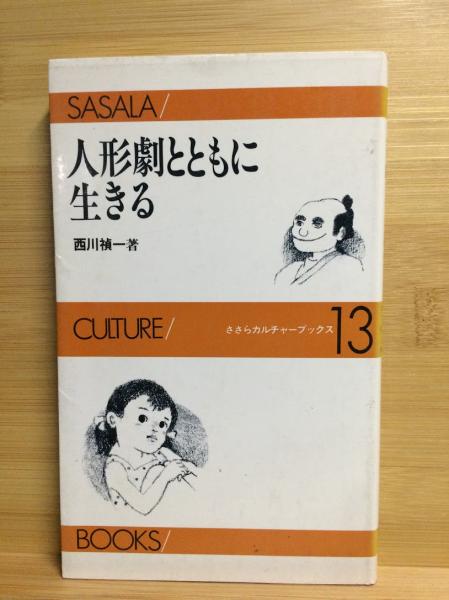 SASALA/
人形劇とともに
生きる
西川禎一著
CULTURE/
ささらカルチャーブックス 13
BOOKS/